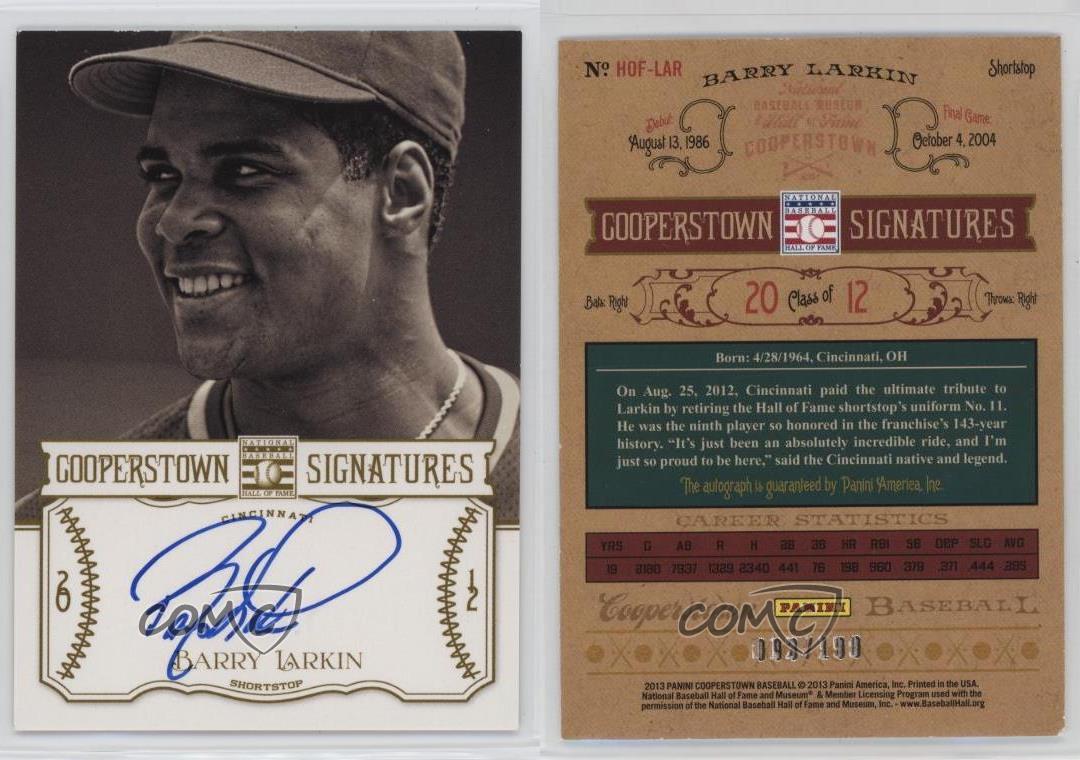 NATIONAL
BASEBALL
HALL OF FAME
COOPERSTOWN SIGNATURES
CINCINNATI
20 12
COMC
BARRY LARKIN
SHORTSTOP
Nº HOF-LAR
BARRY LARKIN
Shortstop
National
BASEBALL MUSEUM
& Hall of Fame
COOPERSTOWN
Debut:
August 13, 1986
Final Game:
October 4, 2004
NATIONAL
BASEBALL
HALL OF FAME
COOPERSTOWN SIGNATURES
Bats: Right
20 Class of 12
Throws: Right
Born: 4/28/1964, Cincinnati, OH
On Aug. 25, 2012, Cincinnati paid the ultimate tribute to
Larkin by retiring the Hall of Fame shortstop's uniform No. 11.
He was the ninth player so honored in the franchise's 143-year
history. "It's just been an absolutely incredible ride, and I'm
just so proud to be here," said the Cincinnati native and legend.
The autograph is guaranteed by Panini America, Inc.
CAREER STATISTICS
YRS G AB R H 2B 3B HR RBI SB OBP SLG AVG
19 2180 7937 1329 2340 441 76 198 960 379 .371 .444 .295
PANINI
BASEBALL
COMC
2013 PANINI COOPERSTOWN BASEBALL © 2013 Panini America, Inc. Printed in the USA.
National Baseball Hall of Fame and Museum® & Member Licensing Program used with the
permission of the National Baseball Hall of Fame and Museum, Inc. - www.BaseballHall.org